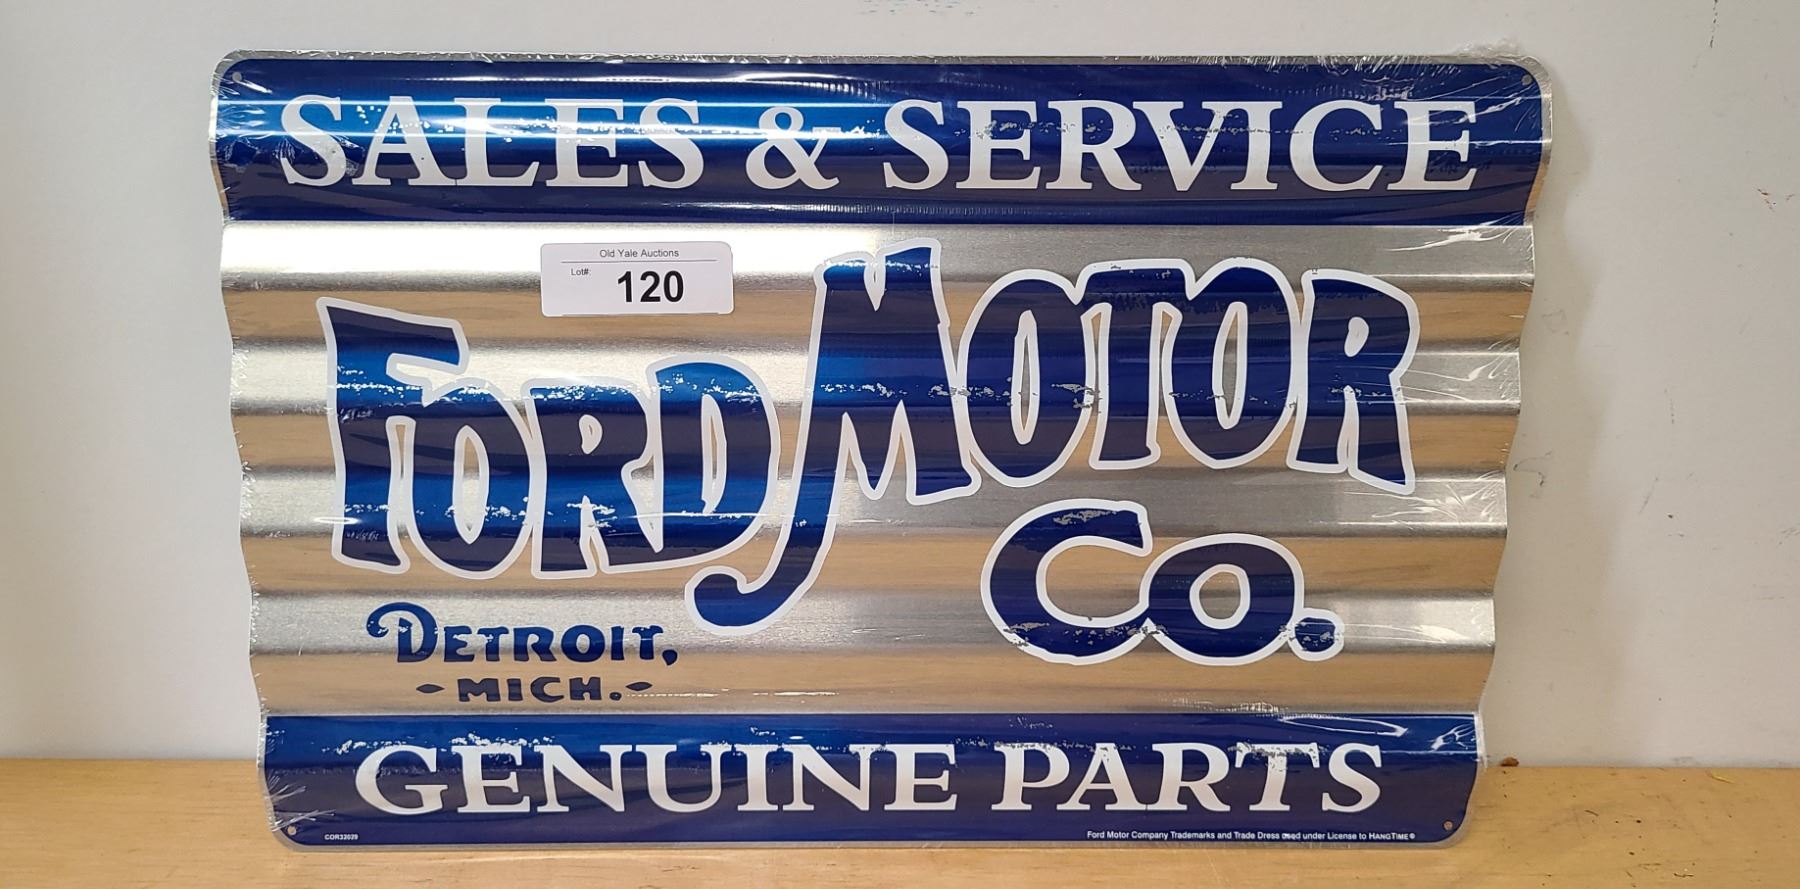 SALES & SERVICE
Old Yale Auctions
Lot#:
120
FORD MOTOR
CO.
DETROIT,
- MICH. -
GENUINE PARTS
COR32029
Ford Motor Company Trademarks and Trade Dress used under License to HANGTIME®